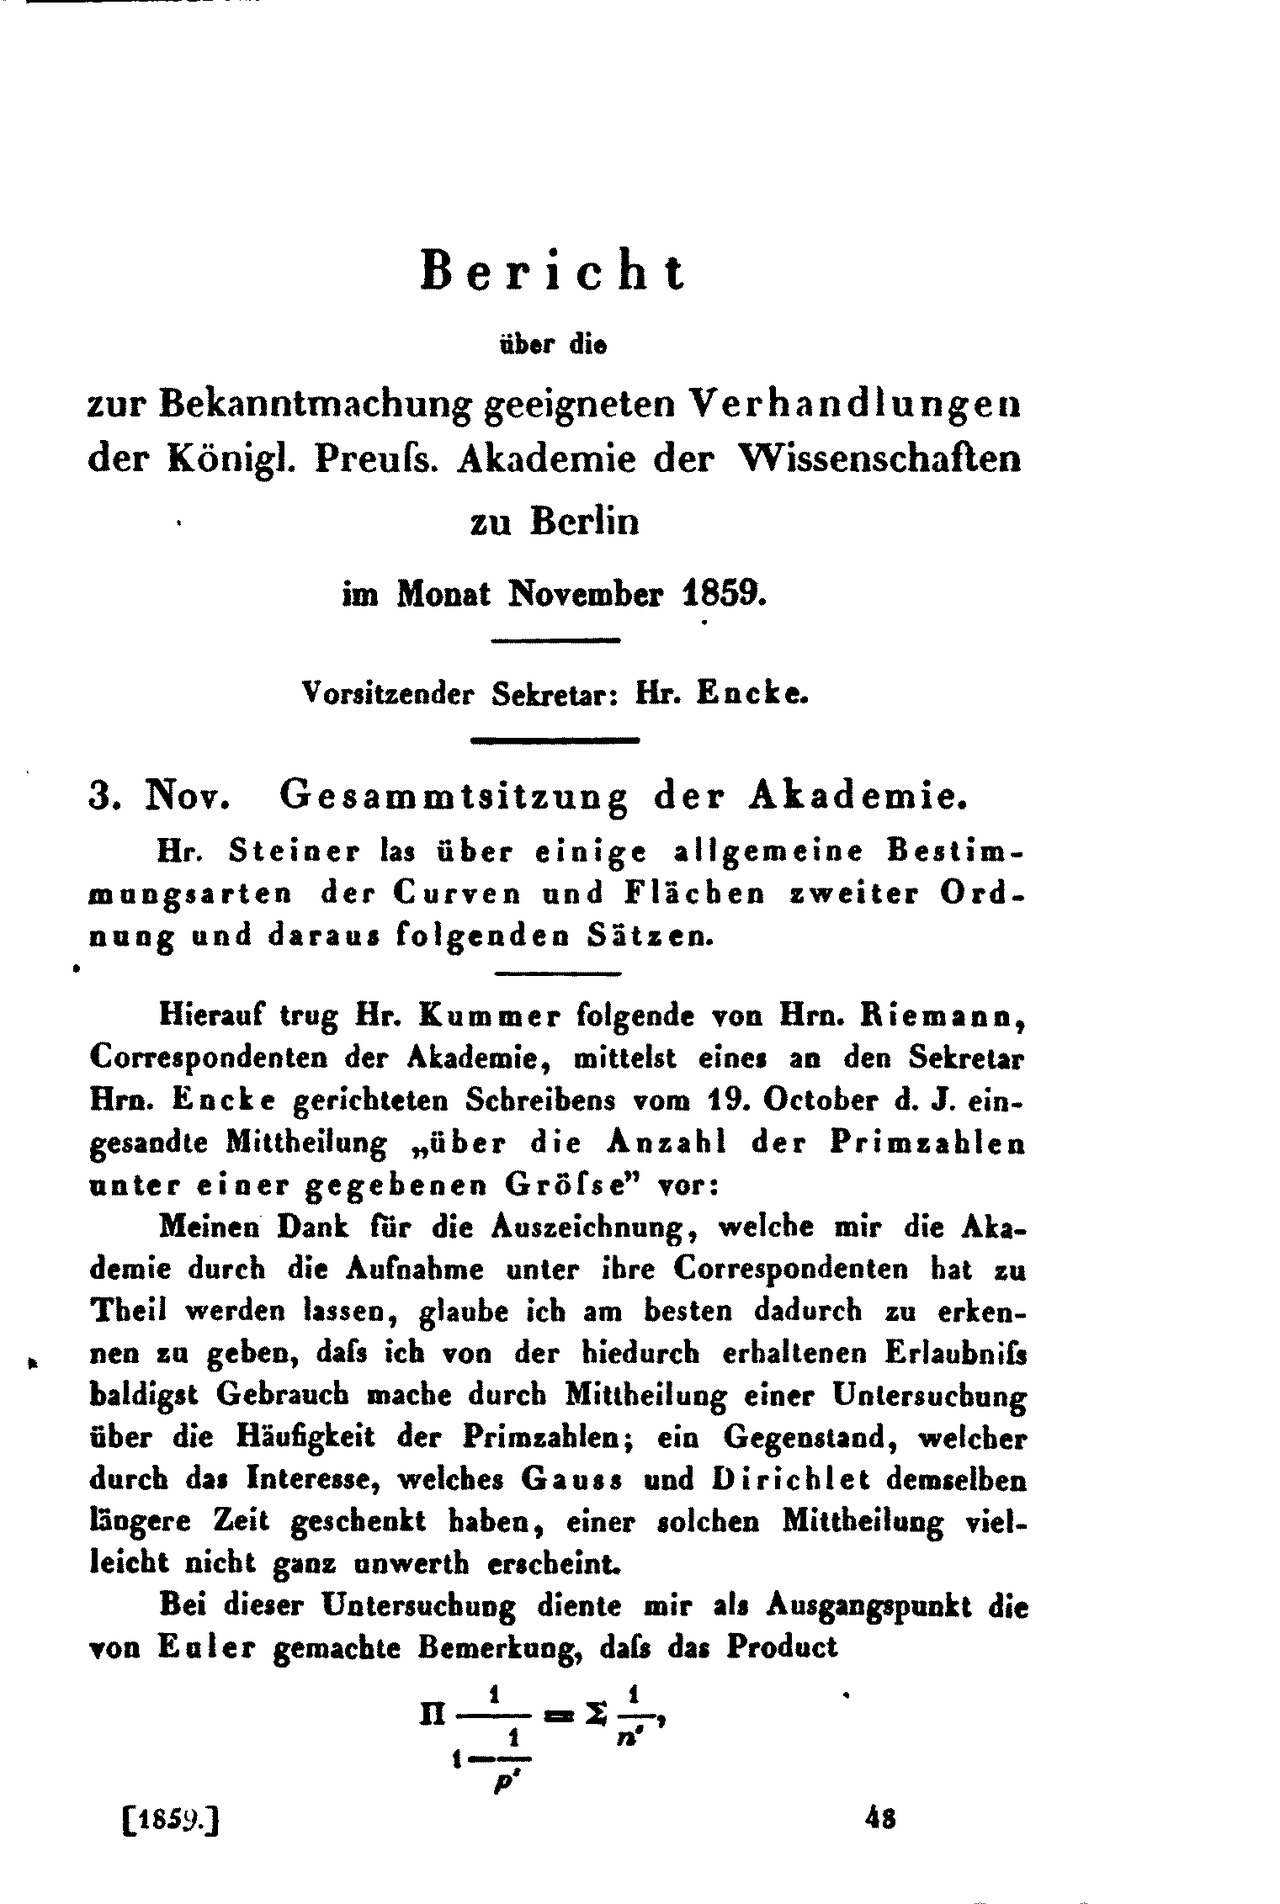 Bericht
über die
zur Bekanntmachung geeigneten Verhandlungen
der Königl. Preuſs. Akademie der Wissenschaften
zu Berlin
im Monat November 1859.
Vorsitzender Sekretar: Hr. Encke.
3. Nov. Gesammtsitzung der Akademie.
Hr. Steiner las über einige allgemeine Bestim-
mungsarten der Curven und Flächen zweiter Ord-
nung und daraus folgenden Sätzen.
Hierauf trug Hr. Kummer folgende von Hrn. Riemann,
Correspondenten der Akademie, mittelst eines an den Sekretar
Hrn. Encke gerichteten Schreibens vom 19. October d. J. ein-
gesandte Mittheilung „über die Anzahl der Primzahlen
unter einer gegebenen Gröſse” vor:
Meinen Dank für die Auszeichnung, welche mir die Aka-
demie durch die Aufnahme unter ihre Correspondenten hat zu
Theil werden lassen, glaube ich am besten dadurch zu erken-
nen zu geben, daſs ich von der hiedurch erhaltenen Erlaubniſs
baldigst Gebrauch mache durch Mittheilung einer Untersuchung
über die Häufigkeit der Primzahlen; ein Gegenstand, welcher
durch das Interesse, welches Gauss und Dirichlet demselben
längere Zeit geschenkt haben, einer solchen Mittheilung viel-
leicht nicht ganz unwerth erscheint.
Bei dieser Untersuchung diente mir als Ausgangspunkt die
von Euler gemachte Bemerkung, daſs das Product
Π 1/(1 — 1/pˢ) = Σ 1/nˢ,
[1859.] 48